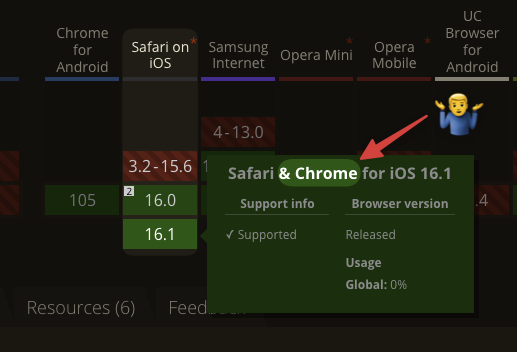 Chrome for Android
Safari on iOS
*
Samsung Internet
Opera Mini
*
Opera Mobile
*
UC Browser for Android
4-13.0
3.2-15.6
1
105
2
16.0
.4
16.1
Safari & Chrome for iOS 16.1
Support info
Browser version
✓ Supported
Released
Usage
Global: 0%
Resources (6)
Feedback